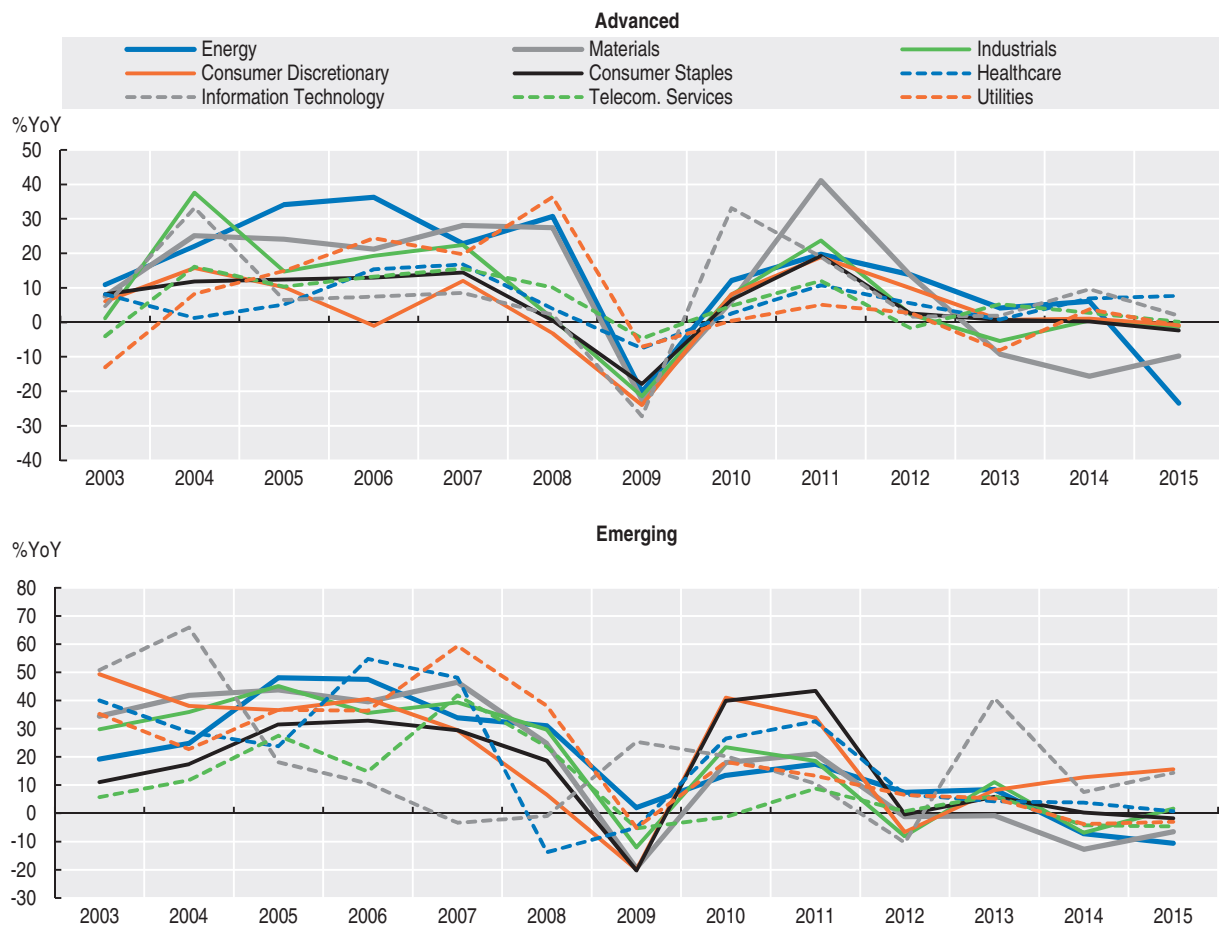 Advanced
Energy Materials Industrials
Consumer Discretionary Consumer Staples Healthcare
Information Technology Telecom. Services Utilities
%YoY
50
40
30
20
10
0
-10
-20
-30
-40
2003 2004 2005 2006 2007 2008 2009 2010 2011 2012 2013 2014 2015
Emerging
%YoY
80
70
60
50
40
30
20
10
0
-10
-20
-30
2003 2004 2005 2006 2007 2008 2009 2010 2011 2012 2013 2014 2015